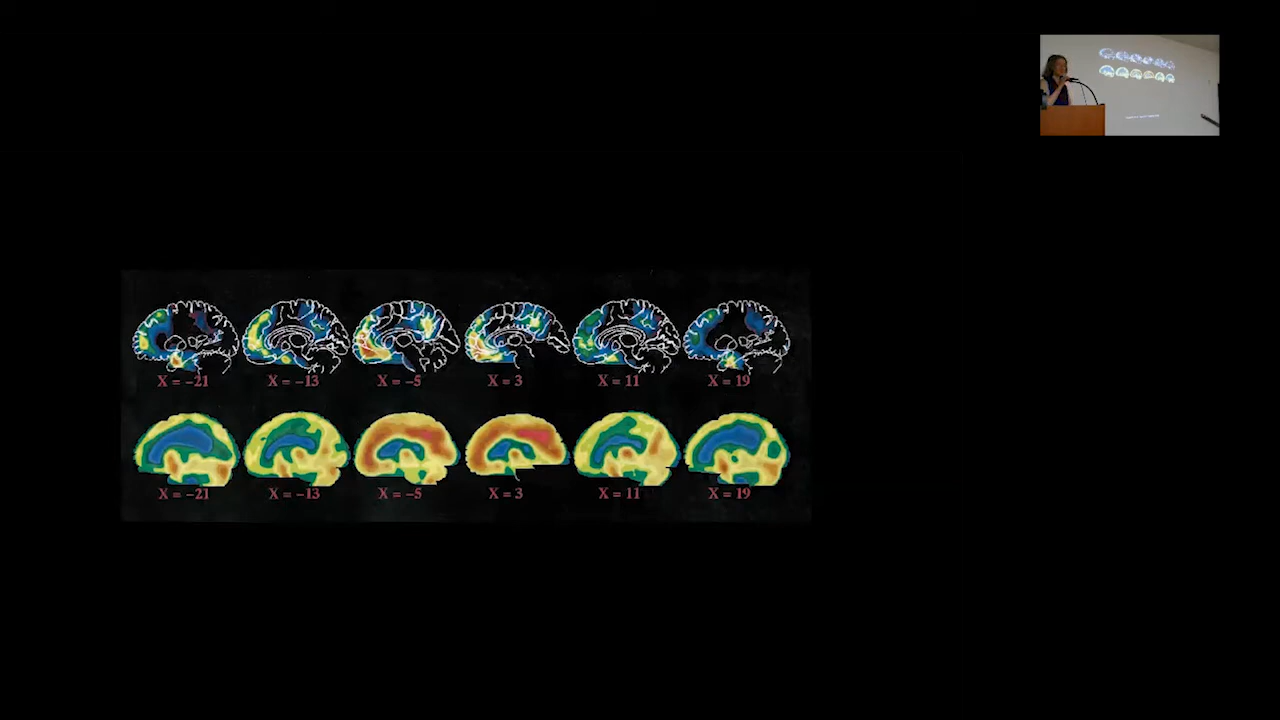 X = −21 X = −13 X = −5 X = 3 X = 11 X = 19
X = −21 X = −13 X = −5 X = 3 X = 11 X = 19